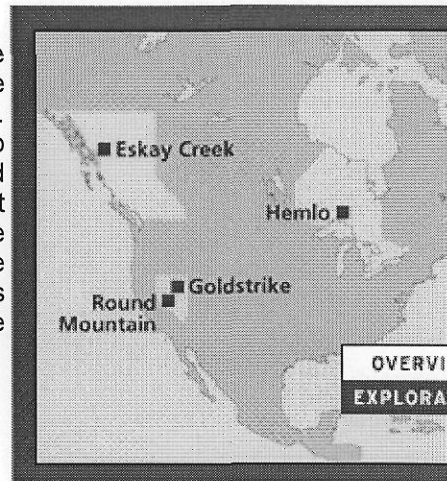 Eskay Creek
Hemlo
Goldstrike
Round
Mountain
OVERVI
EXPLORA